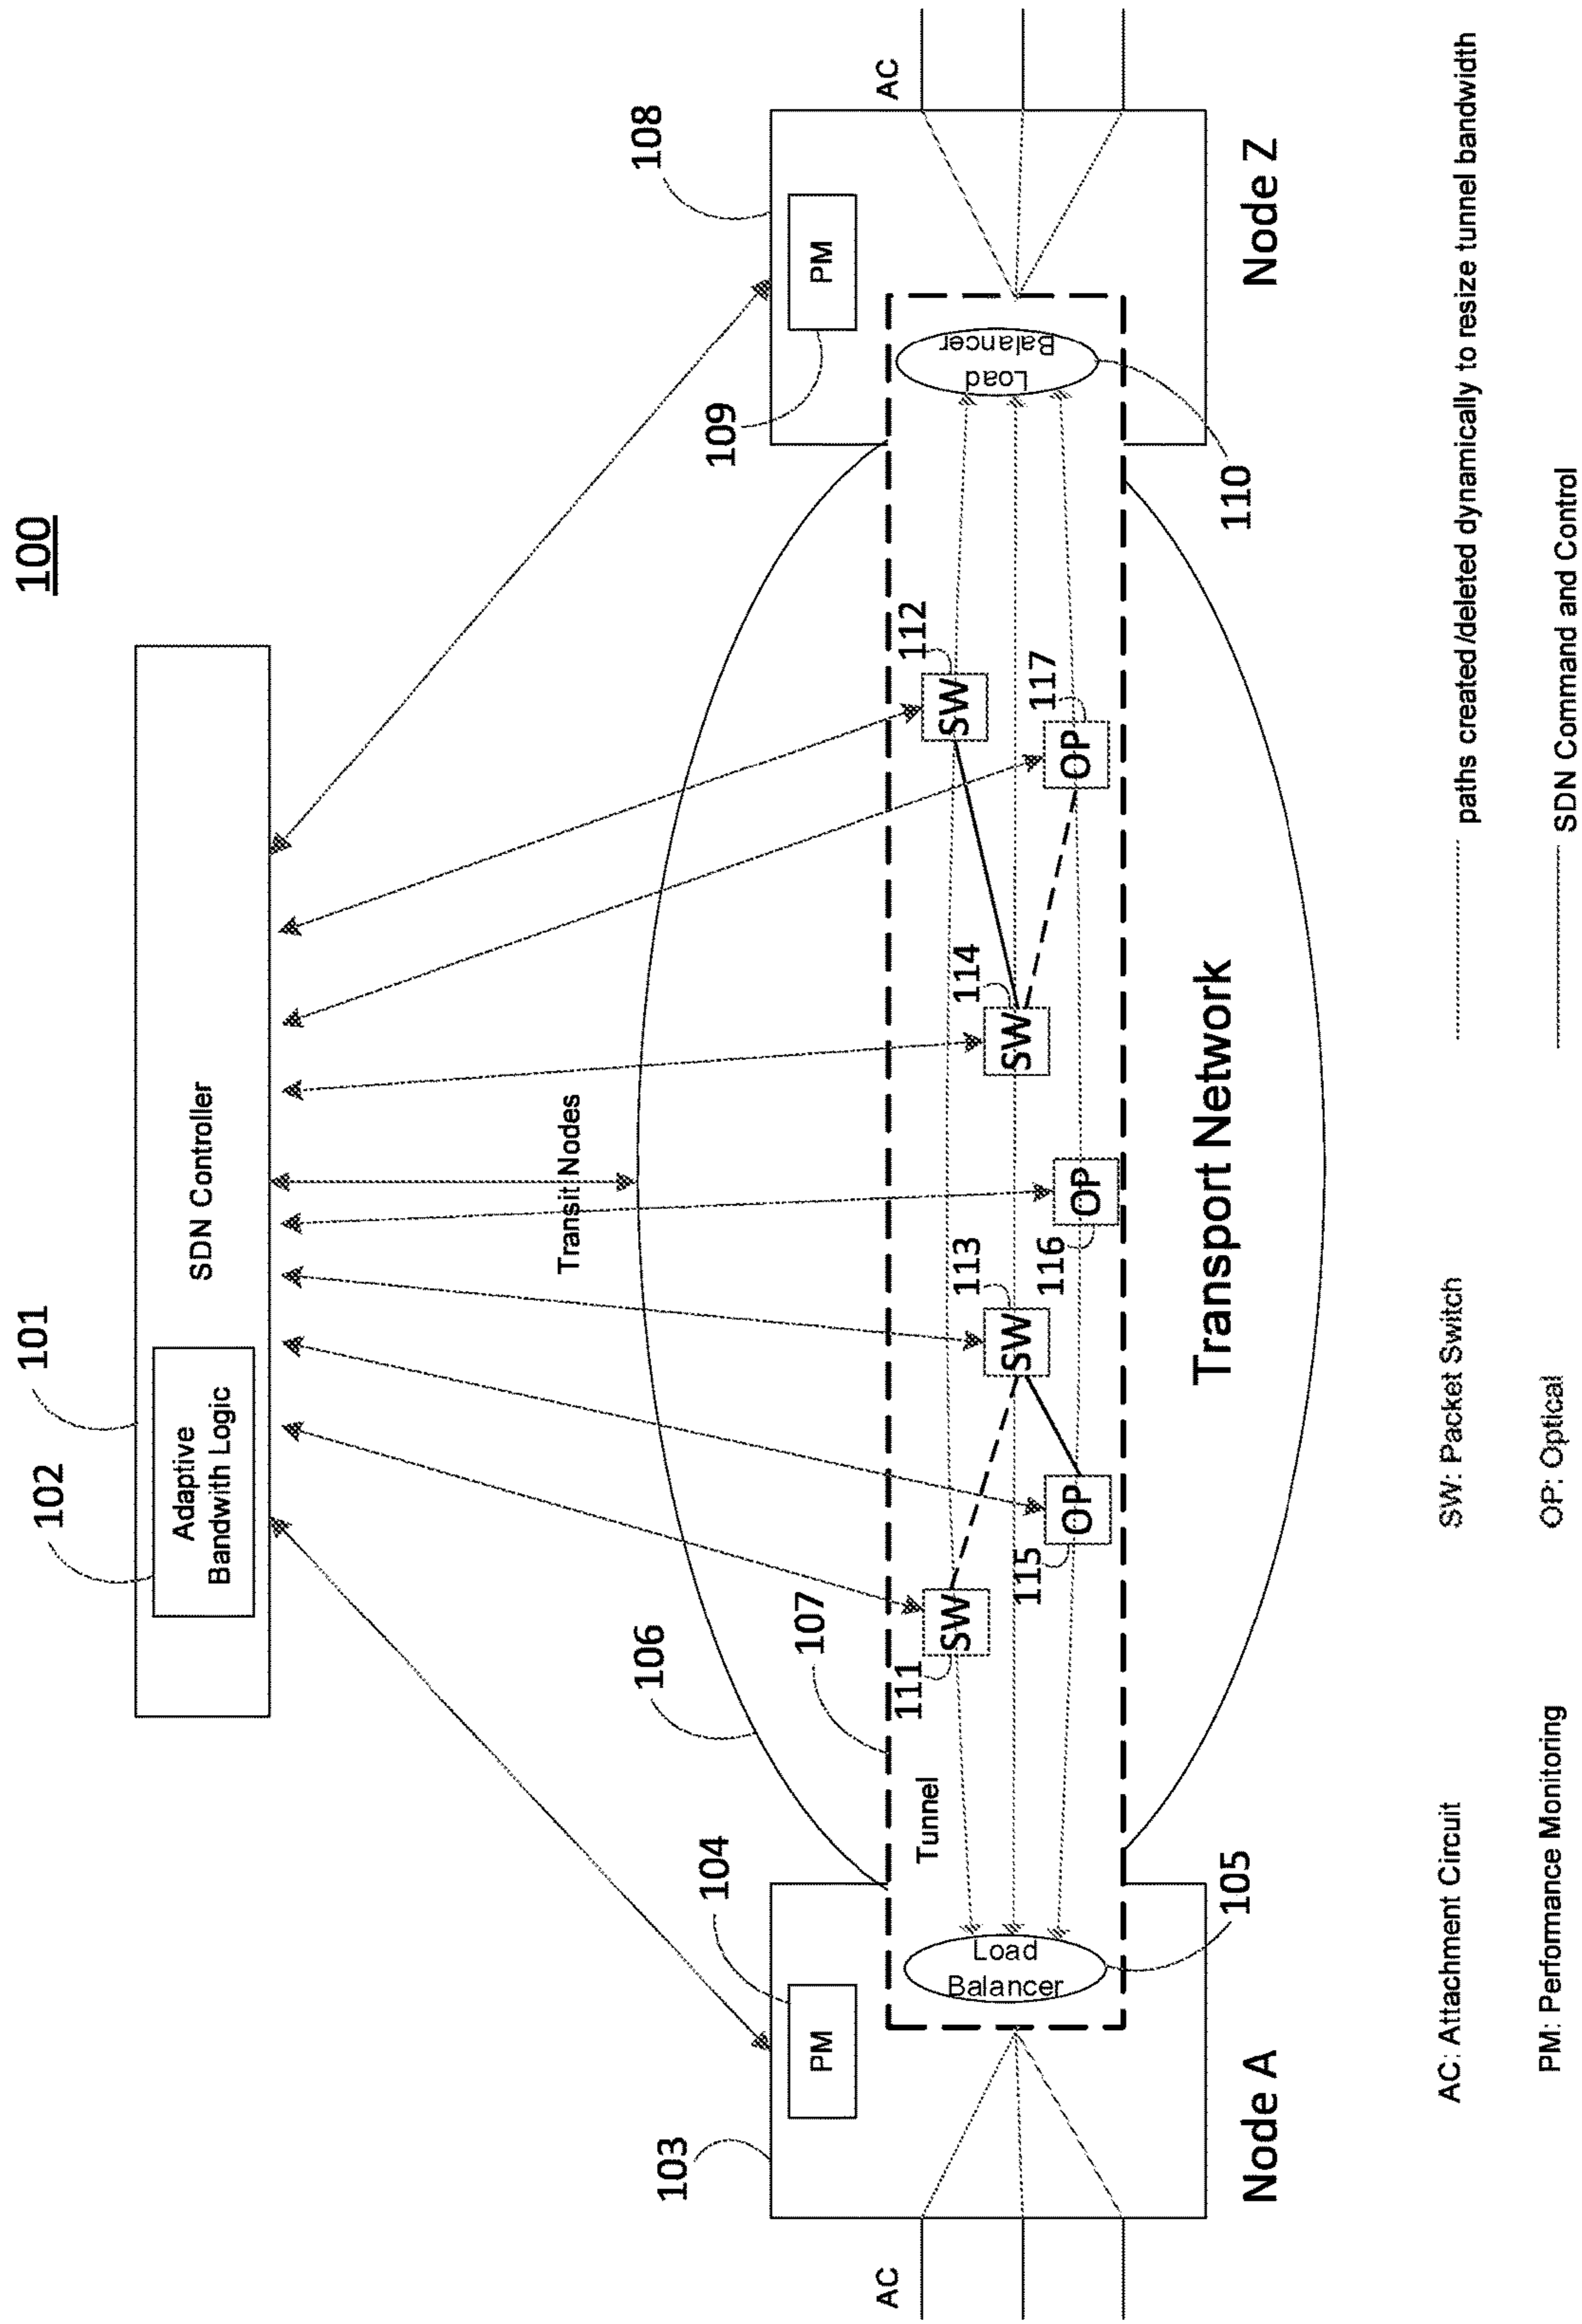 100
101
102
SDN Controller
Adaptive
Bandwith Logic
Transit Nodes
106
107
103
104
PM
108
109
PM
AC
AC
Tunnel
111
SW
112
SW
113
SW
114
SW
115
OP
116
OP
117
OP
Load
Balancer
105
Load
Balancer
110
Transport Network
Node A
Node Z
AC: Attachment Circuit
SW: Packet Switch
paths created/deleted dynamically to resize tunnel bandwidth
PM: Performance Monitoring
OP: Optical
SDN Command and Control